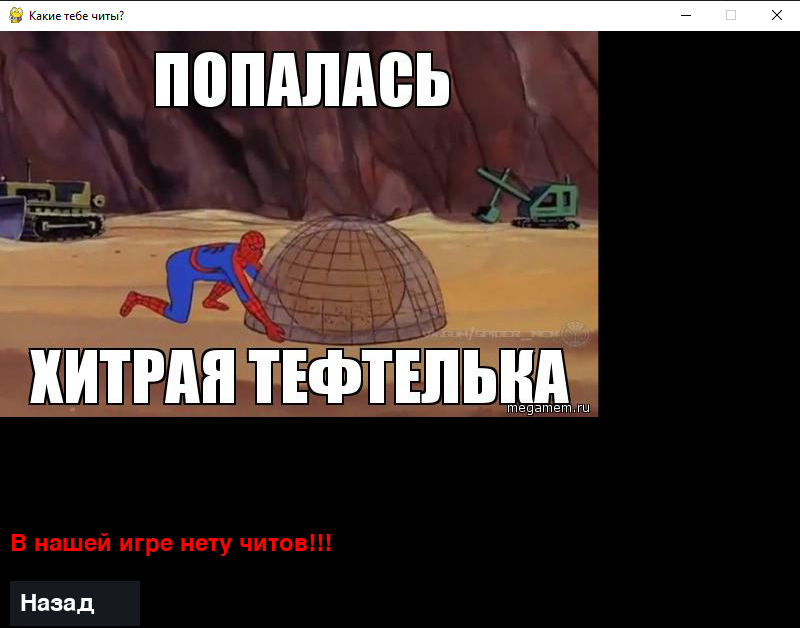 Какие тебе читы?
ПОПАЛАСЬ
ХИТРАЯ ТЕФТЕЛЬКА
megamem.ru
В нашей игре нету читов!!!
Назад